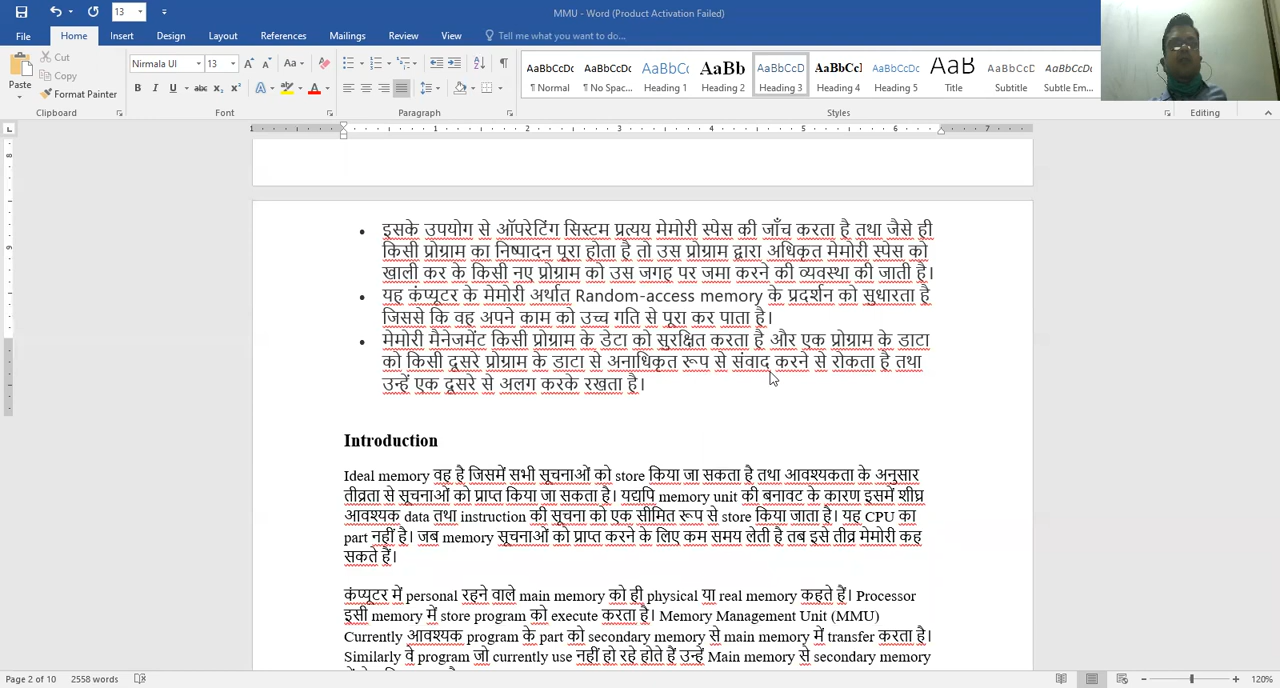 MMU - Word (Product Activation Failed)
13
File Home Insert Design Layout References Mailings Review View Tell me what you want to do...
Paste
Cut
Copy
Format Painter
Clipboard
Nirmala UI 13
Font
Paragraph
AaBbCcDc AaBbCcDc AaBbCc AaBb AaBbCcD AaBbCcI AaBbCcDc AaB AaBbCcDc AaBbCcDc
¶ Normal ¶ No Spac... Heading 1 Heading 2 Heading 3 Heading 4 Heading 5 Title Subtitle Subtle Em...
Styles
Editing
इसके उपयोग से ऑपरेटिंग सिस्टम प्रत्यय मेमोरी स्पेस की जाँच करता है तथा जैसे ही
किसी प्रोग्राम का निष्पादन पूरा होता है तो उस प्रोग्राम द्वारा अधिकृत मेमोरी स्पेस को
खाली कर के किसी नए प्रोग्राम को उस जगह पर जमा करने की व्यवस्था की जाती है।
यह कंप्यूटर के मेमोरी अर्थात Random-access memory के प्रदर्शन को सुधारता है
जिससे कि वह अपने काम को उच्च गति से पूरा कर पाता है।
मेमोरी मैनेजमेंट किसी प्रोग्राम के डेटा को सुरक्षित करता है और एक प्रोग्राम के डाटा
को किसी दूसरे प्रोग्राम के डाटा से अनाधिकृत रूप से संवाद करने से रोकता है तथा
उन्हें एक दूसरे से अलग करके रखता है।
Introduction
Ideal memory वह है जिसमें सभी सूचनाओं को store किया जा सकता है तथा आवश्यकता के अनुसार
तीव्रता से सूचनाओं को प्राप्त किया जा सकता है। यद्यपि memory unit की बनावट के कारण इसमें शीघ्र
आवश्यक data तथा instruction की सूचना को एक सीमित रूप से store किया जाता है। यह CPU का
part नहीं है। जब memory सूचनाओं को प्राप्त करने के लिए कम समय लेती है तब इसे तीव्र मेमोरी कह
सकते हैं।
कंप्यूटर में personal रहने वाले main memory को ही physical या real memory कहते हैं। Processor
इसी memory में store program को execute करता है। Memory Management Unit (MMU)
Currently आवश्यक program के part को secondary memory से main memory में transfer करता है।
Similarly वे program जो currently use नहीं हो रहे होते हैं उन्हें Main memory से secondary memory
Page 2 of 10 2558 words 120%